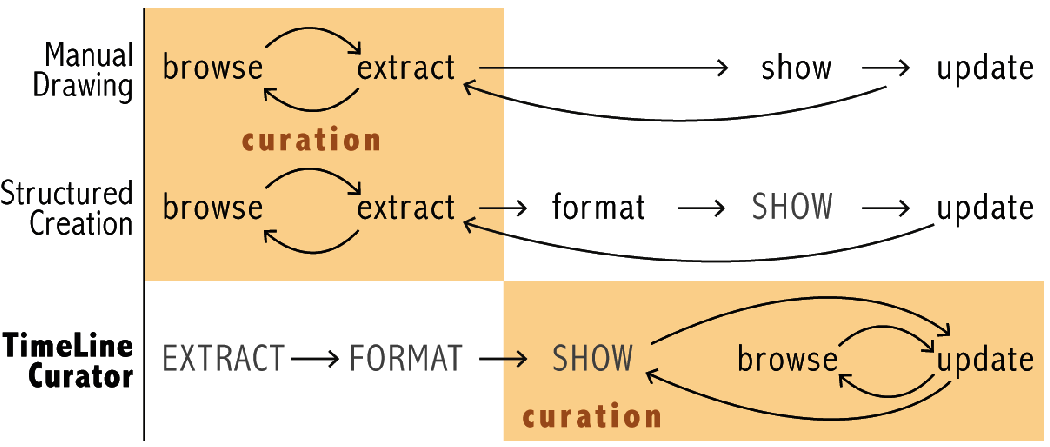 Manual
Drawing
browse extract show update
curation
Structured
Creation
browse extract format SHOW update
TimeLine
Curator
EXTRACT FORMAT SHOW browse update
curation